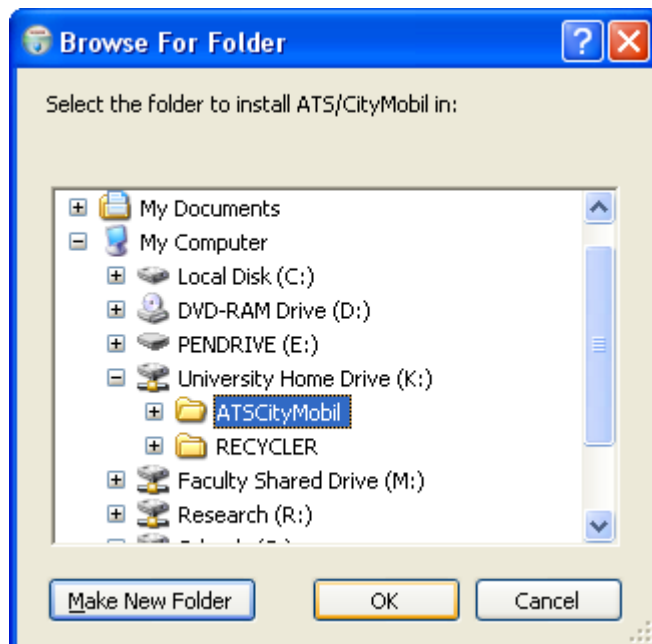 Browse For Folder
Select the folder to install ATS/CityMobil in:
My Documents
My Computer
Local Disk (C:)
DVD-RAM Drive (D:)
PENDRIVE (E:)
University Home Drive (K:)
ATSCityMobil
RECYCLER
Faculty Shared Drive (M:)
Research (R:)
Make New Folder OK Cancel